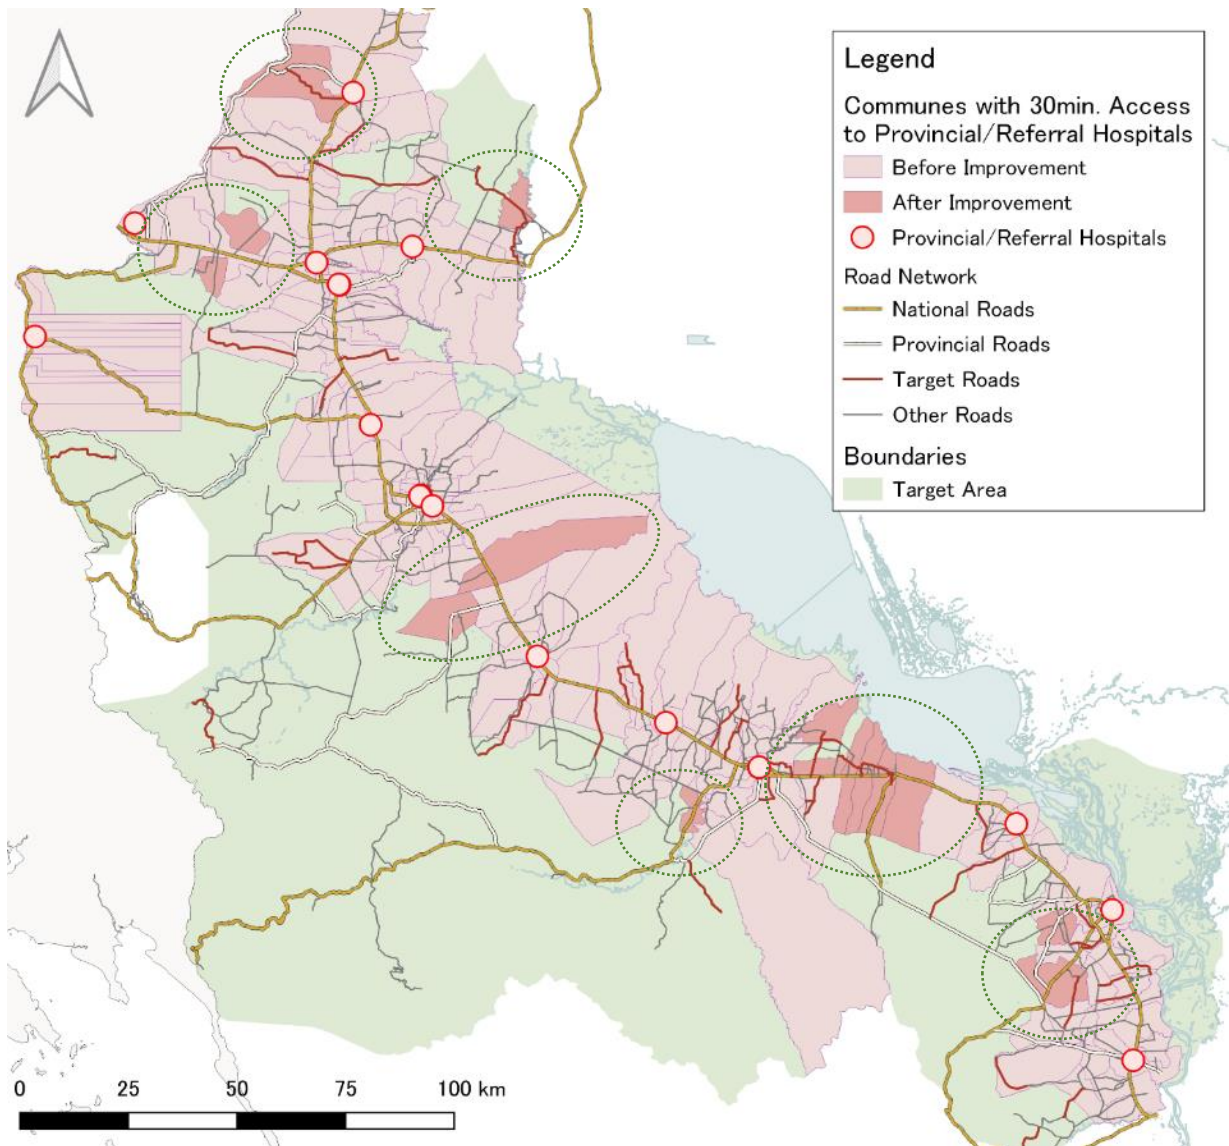 Legend
Communes with 30min. Access
to Provincial/Referral Hospitals
Before Improvement
After Improvement
Provincial/Referral Hospitals
Road Network
National Roads
Provincial Roads
Target Roads
Other Roads
Boundaries
Target Area
0 25 50 75 100 km